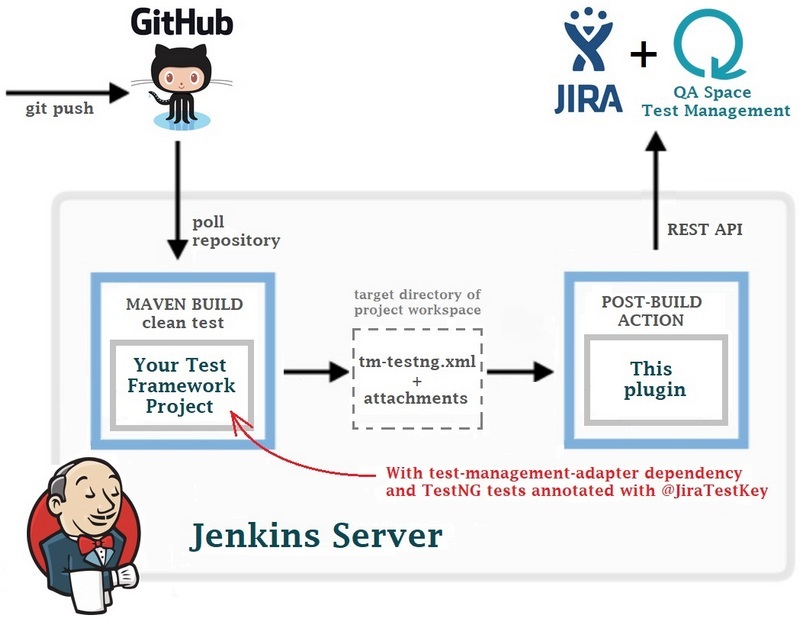 GitHub
git push
JIRA
+
QA Space
Test Management
poll
repository
REST API
MAVEN BUILD
clean test
Your Test
Framework
Project
target directory of
project workspace
tm-testng.xml
+
attachments
POST-BUILD
ACTION
This
plugin
With test-management-adapter dependency
and TestNG tests annotated with @JiraTestKey
Jenkins Server